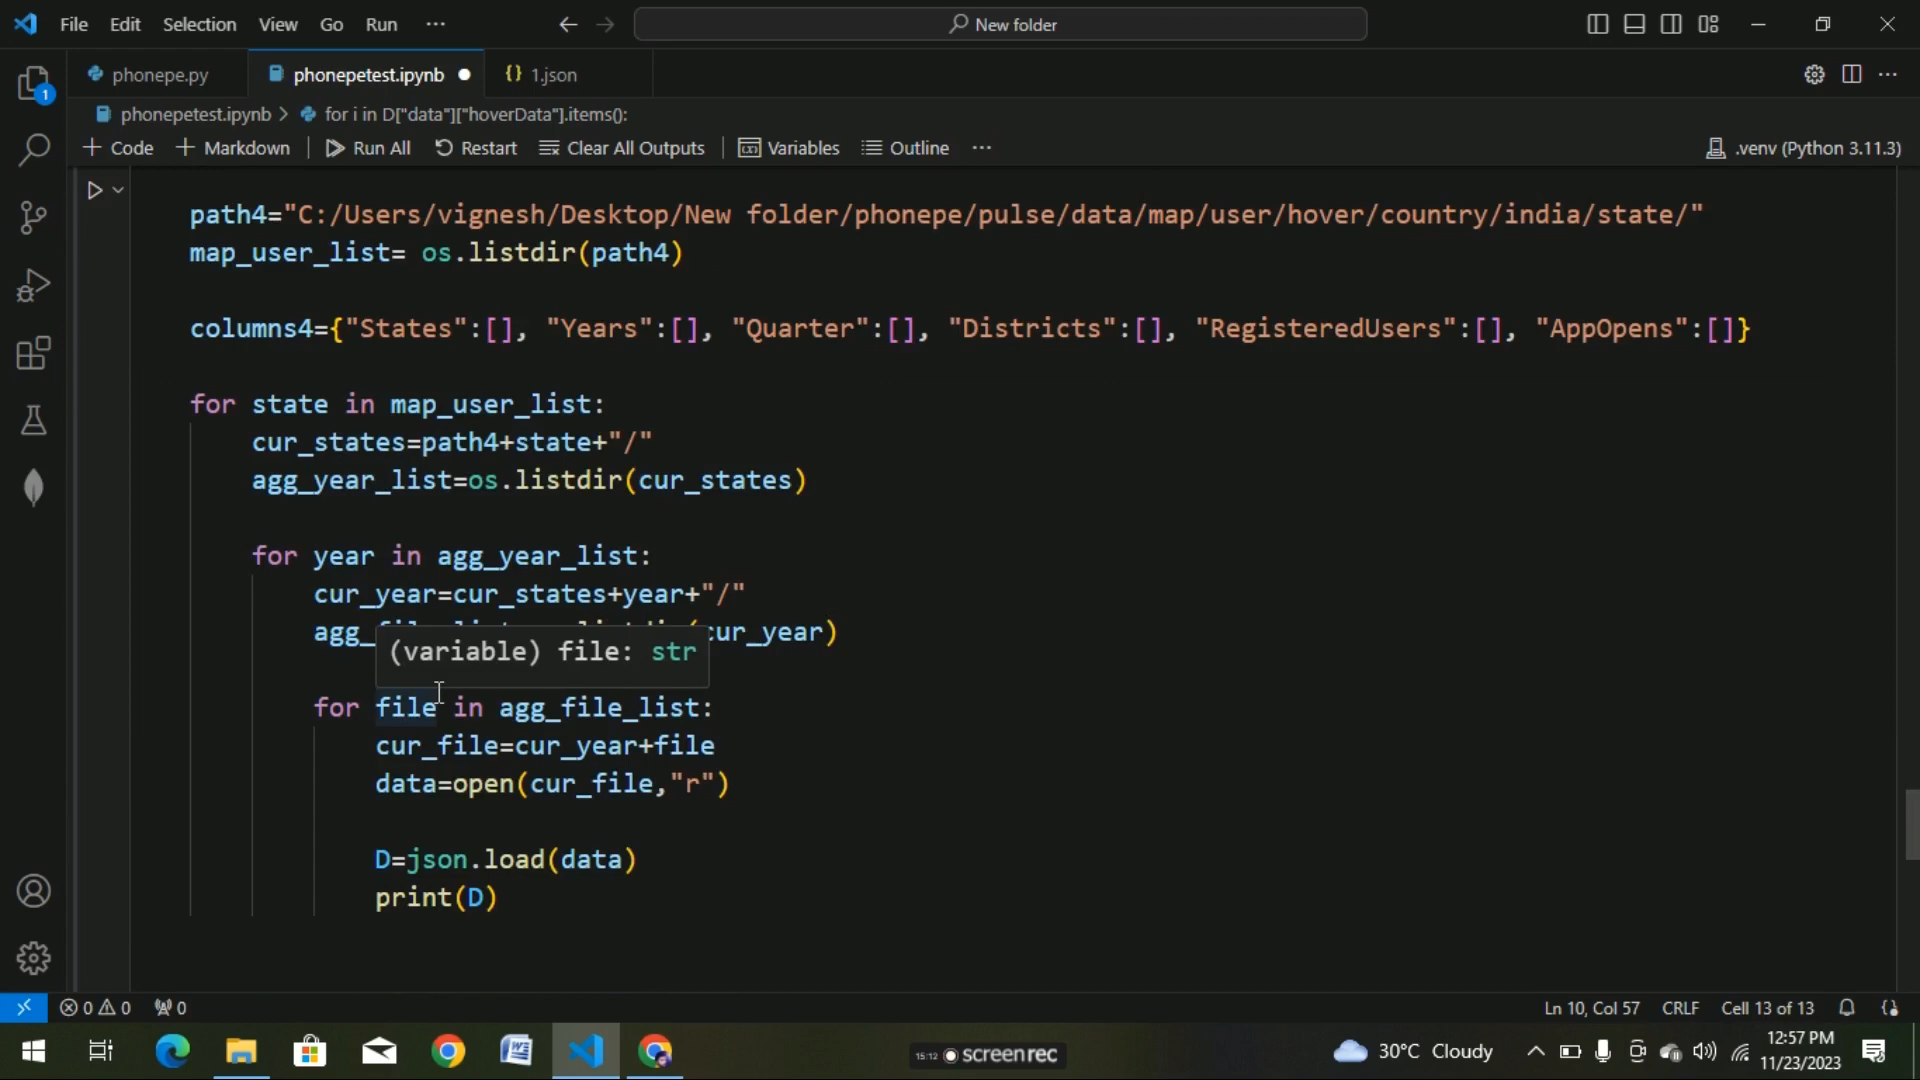 File Edit Selection View Go Run ··· New folder
phonepe.py phonepetest.ipynb {} 1.json
phonepetest.ipynb > for i in D["data"]["hoverData"].items():
+ Code + Markdown Run All Restart Clear All Outputs Variables Outline ··· .venv (Python 3.11.3)
path4="C:/Users/vignesh/Desktop/New folder/phonepe/pulse/data/map/user/hover/country/india/state/"
map_user_list= os.listdir(path4)
columns4={"States":[], "Years":[], "Quarter":[], "Districts":[], "RegisteredUsers":[], "AppOpens":[]}
for state in map_user_list:
cur_states=path4+state+"/"
agg_year_list=os.listdir(cur_states)
for year in agg_year_list:
cur_year=cur_states+year+"/"
agg_ cur_year)
(variable) file: str
for file in agg_file_list:
cur_file=cur_year+file
data=open(cur_file,"r")
D=json.load(data)
print(D)
1
0 0 0 Ln 10, Col 57 CRLF Cell 13 of 13 {}
15:12 screenrec 30°C Cloudy 12:57 PM
11/23/2023